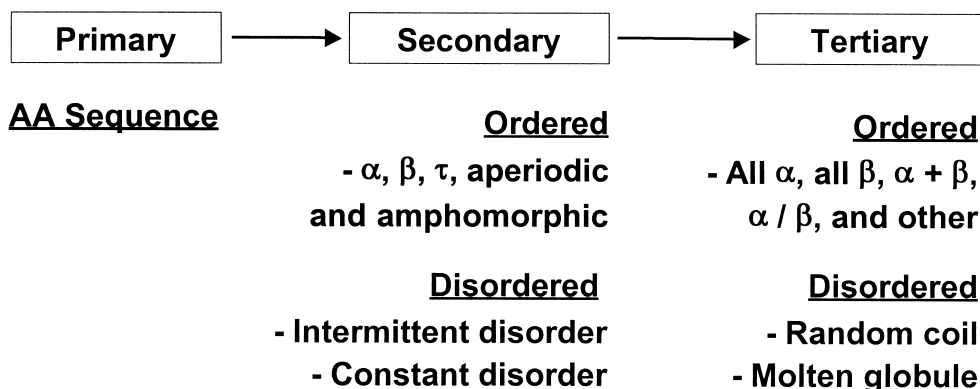 Primary
Secondary
Tertiary
AA Sequence
Ordered
- α, β, τ, aperiodic
and amphomorphic
Disordered
- Intermittent disorder
- Constant disorder
Ordered
- All α, all β, α + β,
α / β, and other
Disordered
- Random coil
- Molten globule